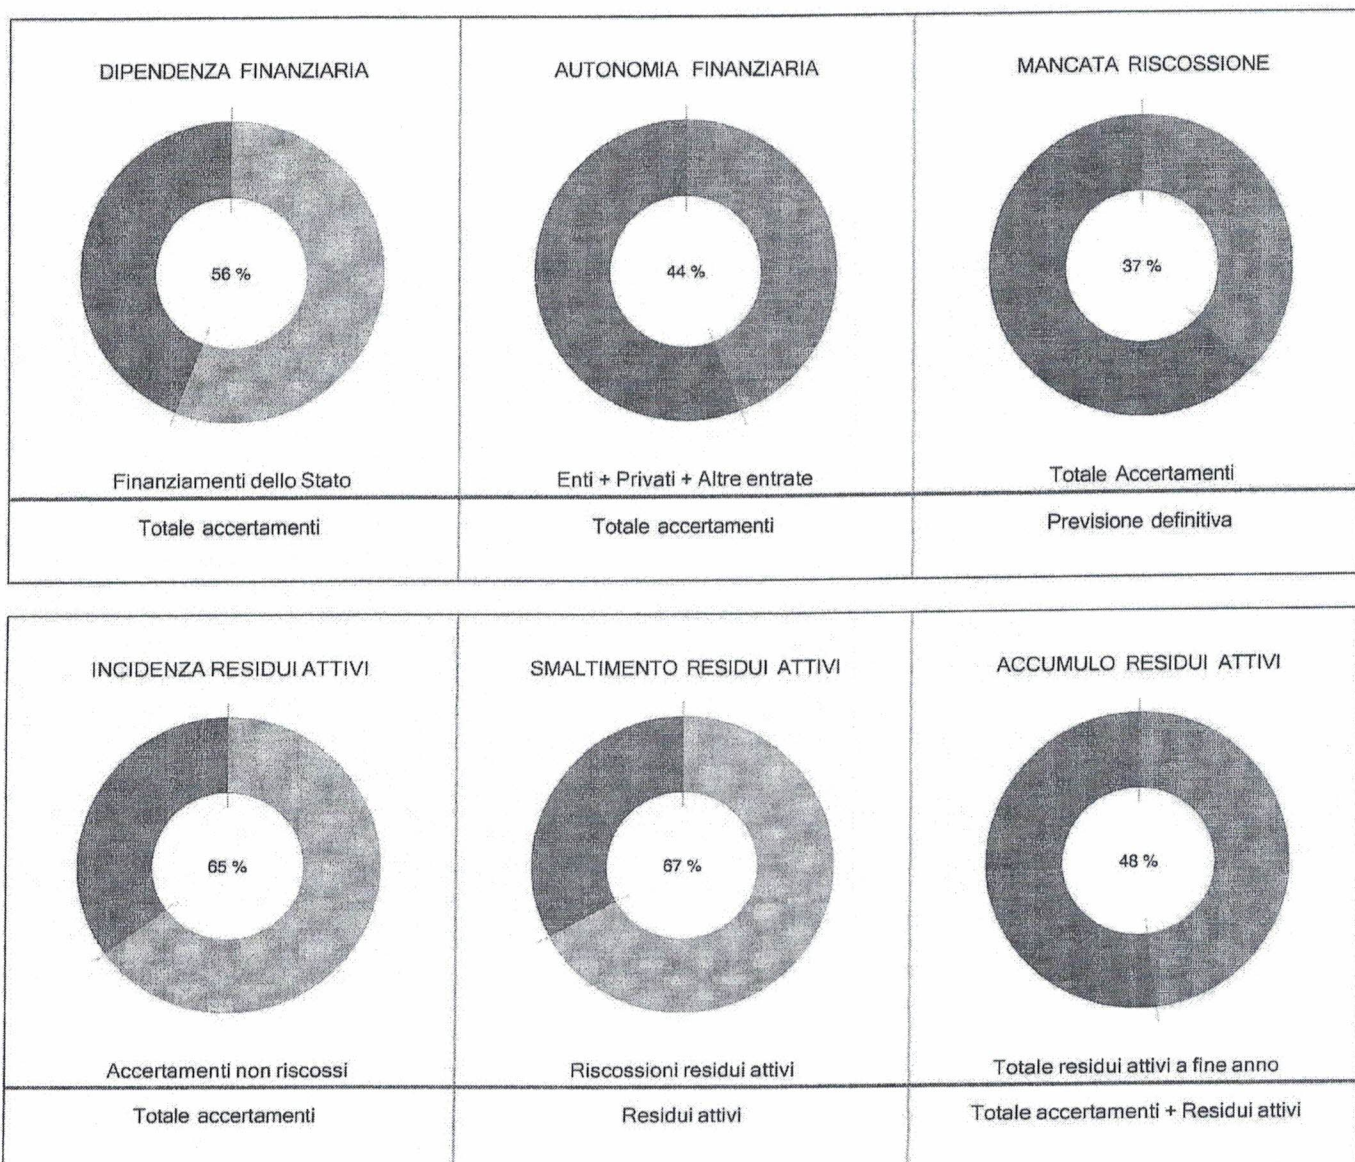 DIPENDENZA FINANZIARIA
56 %
Finanziamenti dello Stato
Totale accertamenti
AUTONOMIA FINANZIARIA
44 %
Enti + Privati + Altre entrate
Totale accertamenti
MANCATA RISCOSSIONE
37 %
Totale Accertamenti
Previsione definitiva
INCIDENZA RESIDUI ATTIVI
65 %
Accertamenti non riscossi
Totale accertamenti
SMALTIMENTO RESIDUI ATTIVI
67 %
Riscossioni residui attivi
Residui attivi
ACCUMULO RESIDUI ATTIVI
48 %
Totale residui attivi a fine anno
Totale accertamenti + Residui attivi